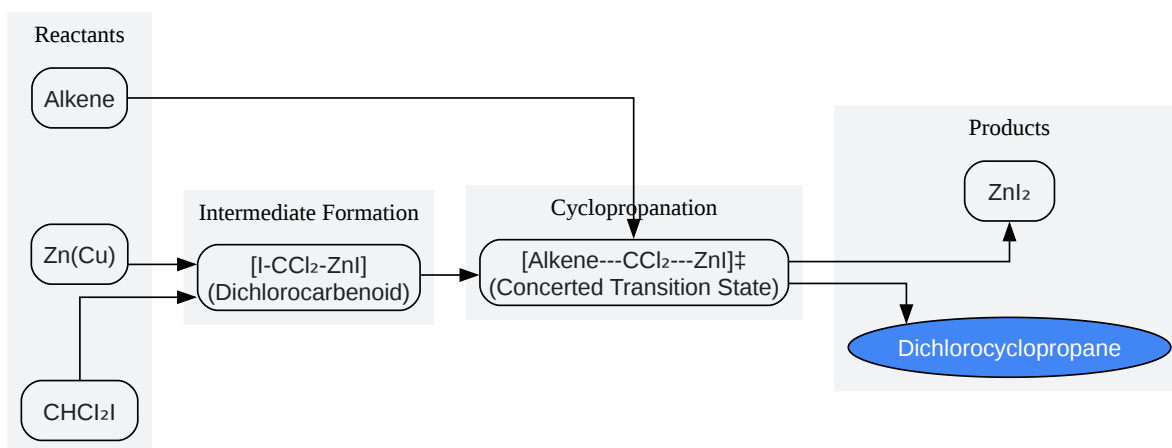 Reactants
Alkene
Zn(Cu)
CHCl₂I
Intermediate Formation
[I-CCl₂-ZnI]
(Dichlorocarbenoid)
Cyclopropanation
[Alkene---CCl₂---ZnI]‡
(Concerted Transition State)
Products
ZnI₂
Dichlorocyclopropane